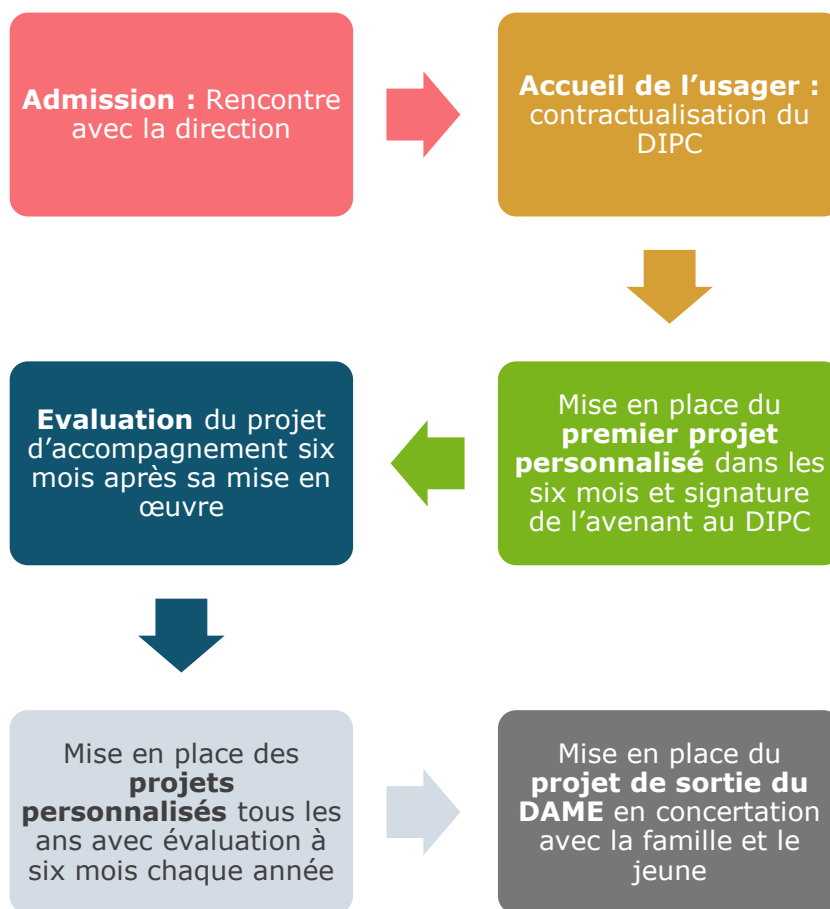 Admission : Rencontre
avec la direction
Accueil de l’usager :
contractualisation du
DIPC
Mise en place du
premier projet
personnalisé dans les
six mois et signature
de l’avenant au DIPC
Evaluation du projet
d’accompagnement six
mois après sa mise en
œuvre
Mise en place des
projets
personnalisés tous les
ans avec évaluation à
six mois chaque année
Mise en place du
projet de sortie du
DAME en concertation
avec la famille et le
jeune